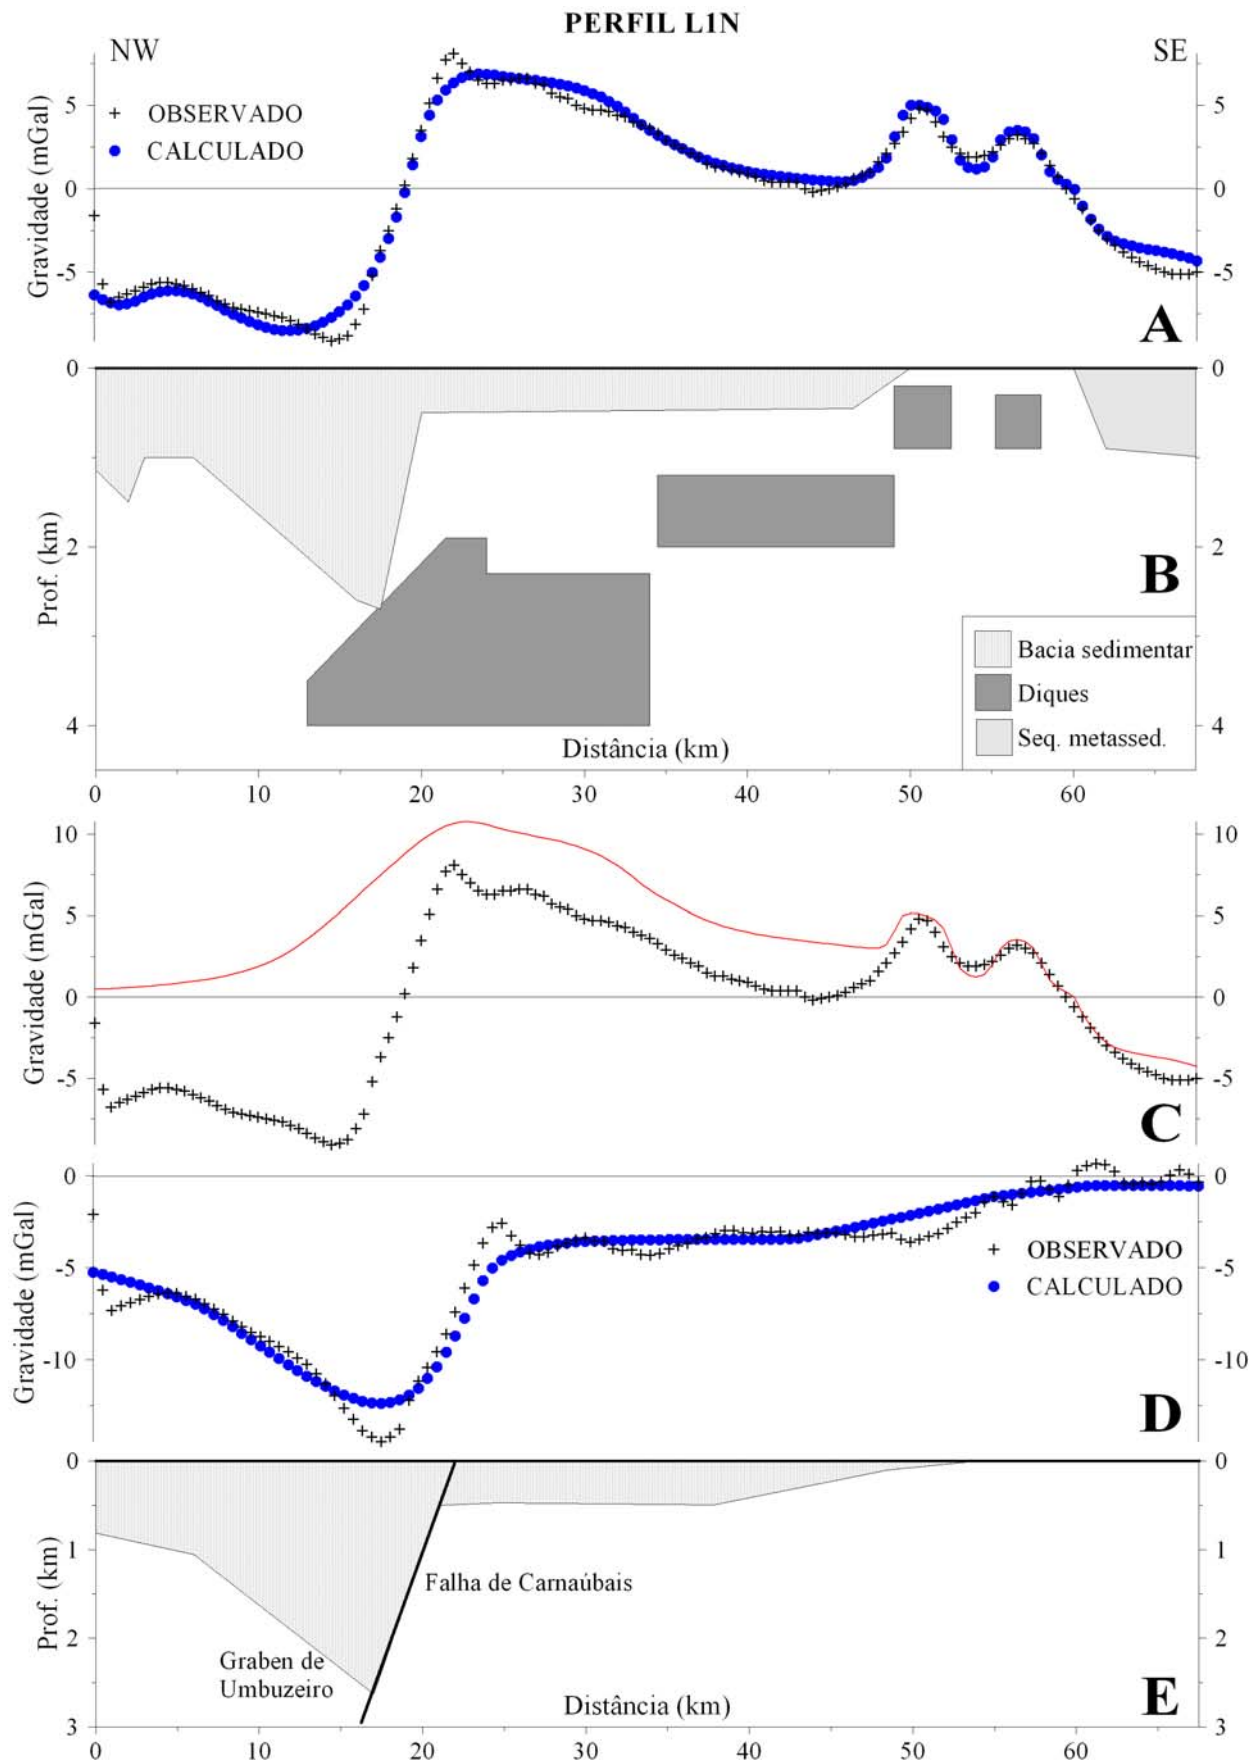 PERFIL L1N
NW
SE
OBSERVADO
CALCULADO
Gravidade (mGal)
5
0
-5
5
0
-5
A
0
2
4
Prof. (km)
0
2
4
B
Bacia sedimentar
Diques
Seq. metassed.
Distância (km)
0 10 20 30 40 50 60
Gravidade (mGal)
10
5
0
-5
10
5
0
-5
C
Gravidade (mGal)
0
-5
-10
0
-5
-10
OBSERVADO
CALCULADO
D
Prof. (km)
0
1
2
3
0
1
2
3
Falha de Carnaúbais
Graben de
Umbuzeiro
Distância (km)
E
0 10 20 30 40 50 60